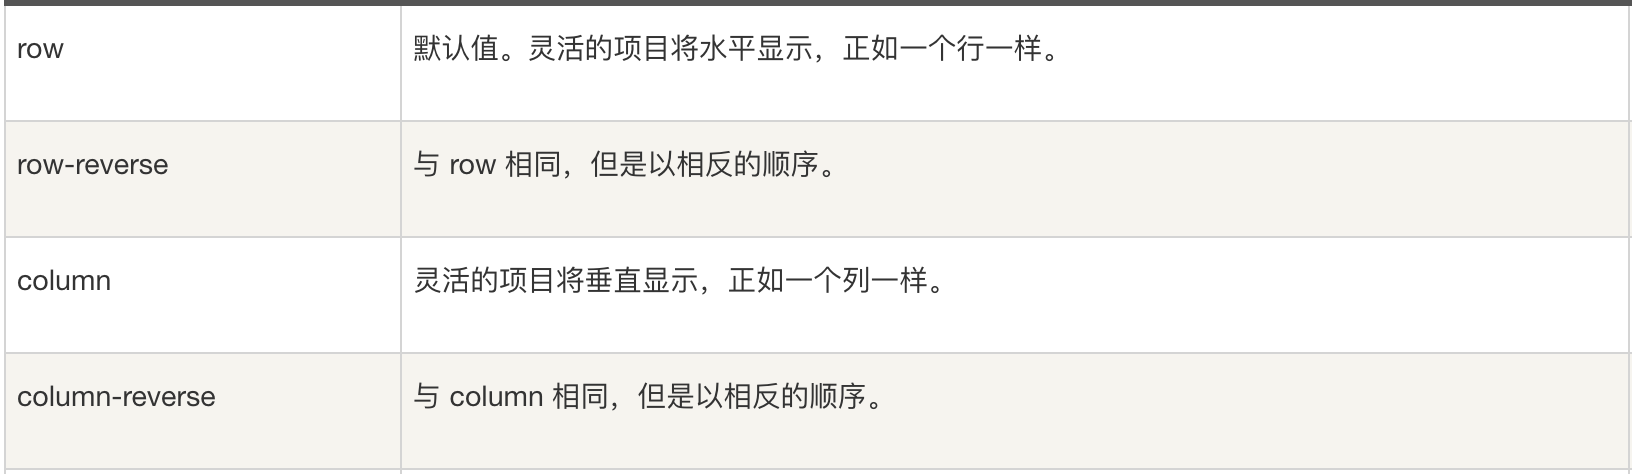 row 默认值。灵活的项目将水平显示，正如一个行一样。
row-reverse 与 row 相同，但是以相反的顺序。
column 灵活的项目将垂直显示，正如一个列一样。
column-reverse 与 column 相同，但是以相反的顺序。